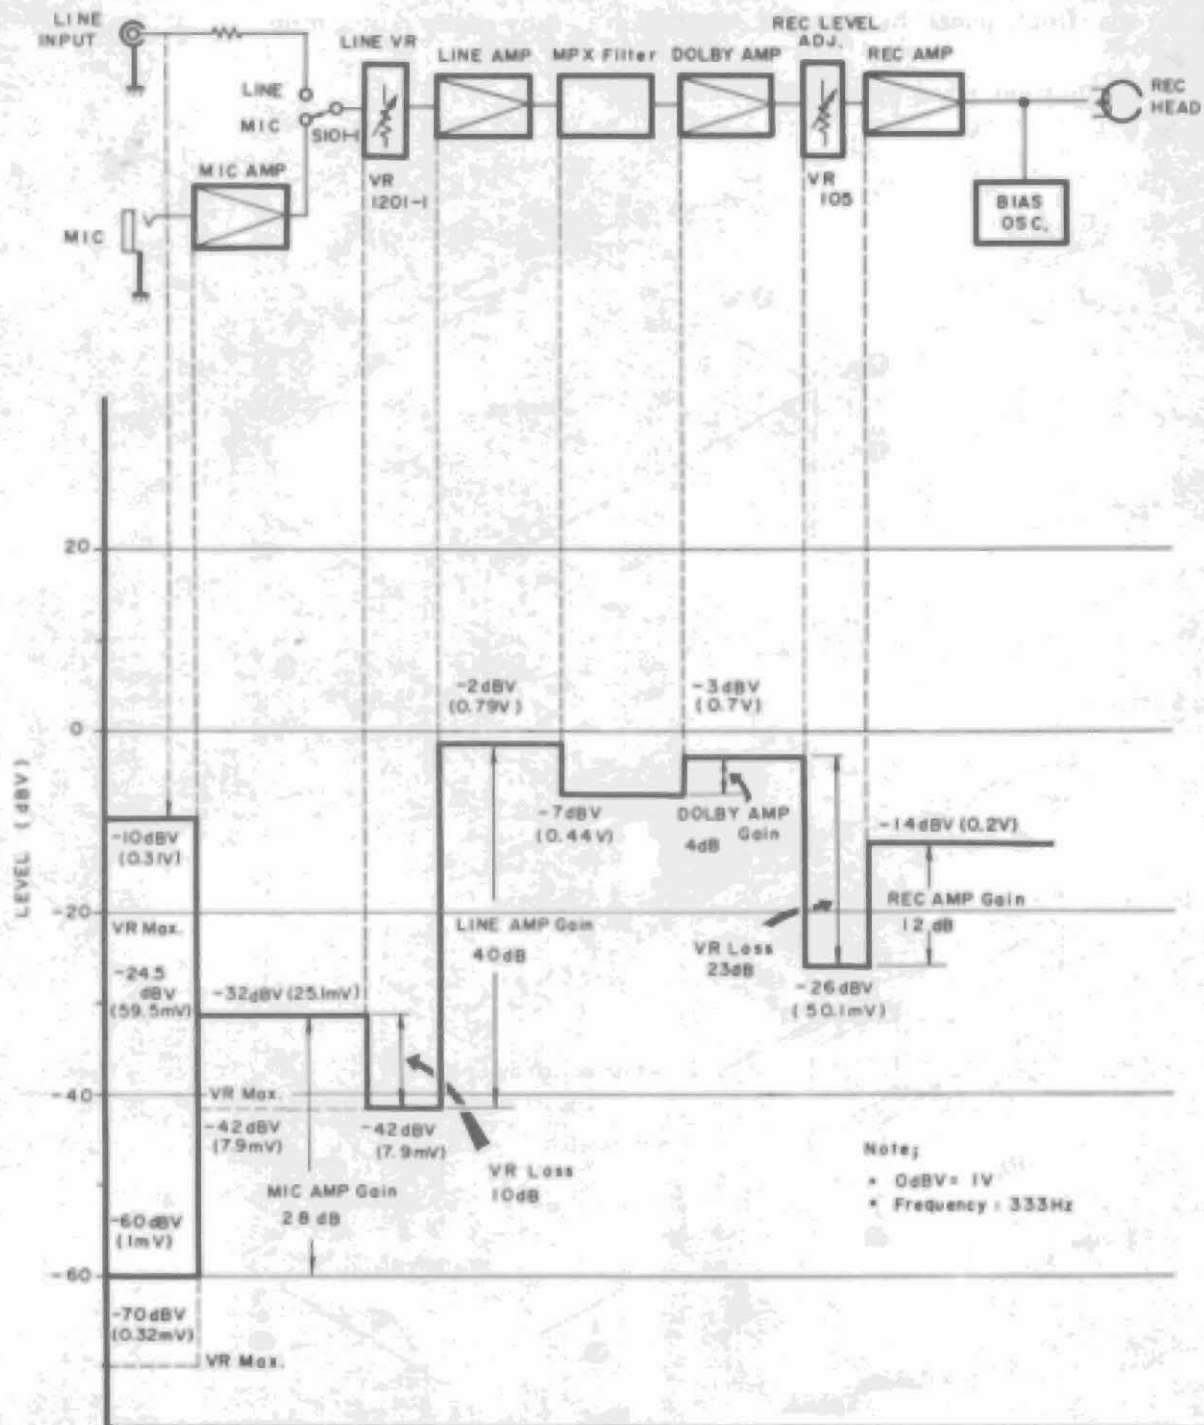 LINE
INPUT
LINE VR
LINE AMP
MPX Filter
DOLBY AMP
REC LEVEL
ADJ.
REC AMP
REC
HEAD
LINE
MIC
S101-1
MIC AMP
VR
1201-1
VR
105
BIAS
OSC.
MIC
20
-2dBV
(0.79V)
-3dBV
(0.7V)
0
LEVEL (dBV)
-10dBV
(0.31V)
-7dBV
(0.44V)
DOLBY AMP
Gain
4dB
-14dBV (0.2V)
-20
VR Max.
LINE AMP Gain
40dB
REC AMP Gain
12 dB
VR Loss
23dB
-24.5
dBV
(59.5mV)
-32dBV (25.1mV)
-26dBV
(50.1mV)
-40
VR Max.
-42dBV
(7.9mV)
-42dBV
(7.9mV)
VR Loss
10dB
MIC AMP Gain
28 dB
Note;
• 0dBV= 1V
• Frequency : 333Hz
-60dBV
(1mV)
-60
-70dBV
(0.32mV)
VR Max.